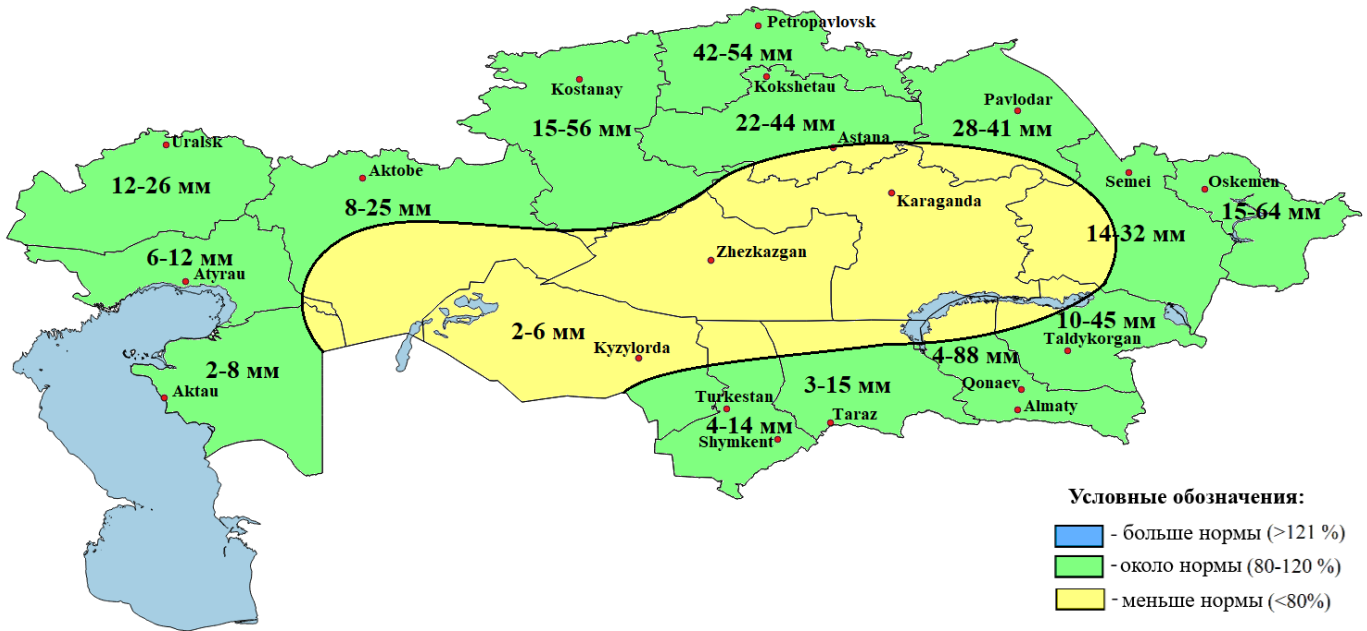 Petropavlovsk
42-54 мм
Kostanay
Kokshetau
Pavlodar
15-56 мм
22-44 мм
28-41 мм
Astana
Uralsk
Aktobe
12-26 мм
Semei
Oskemen
8-25 мм
Karaganda
15-64 мм
14-32 мм
6-12 мм
Zhezkazgan
Atyrau
2-6 мм
10-45 мм
Taldykorgan
Kyzylorda
4-88 мм
2-8 мм
3-15 мм
Qonaev
Aktau
Turkestan
Taraz
Almaty
4-14 мм
Shymkent
Условные обозначения:
- больше нормы (>121 %)
- около нормы (80-120 %)
- меньше нормы (<80%)